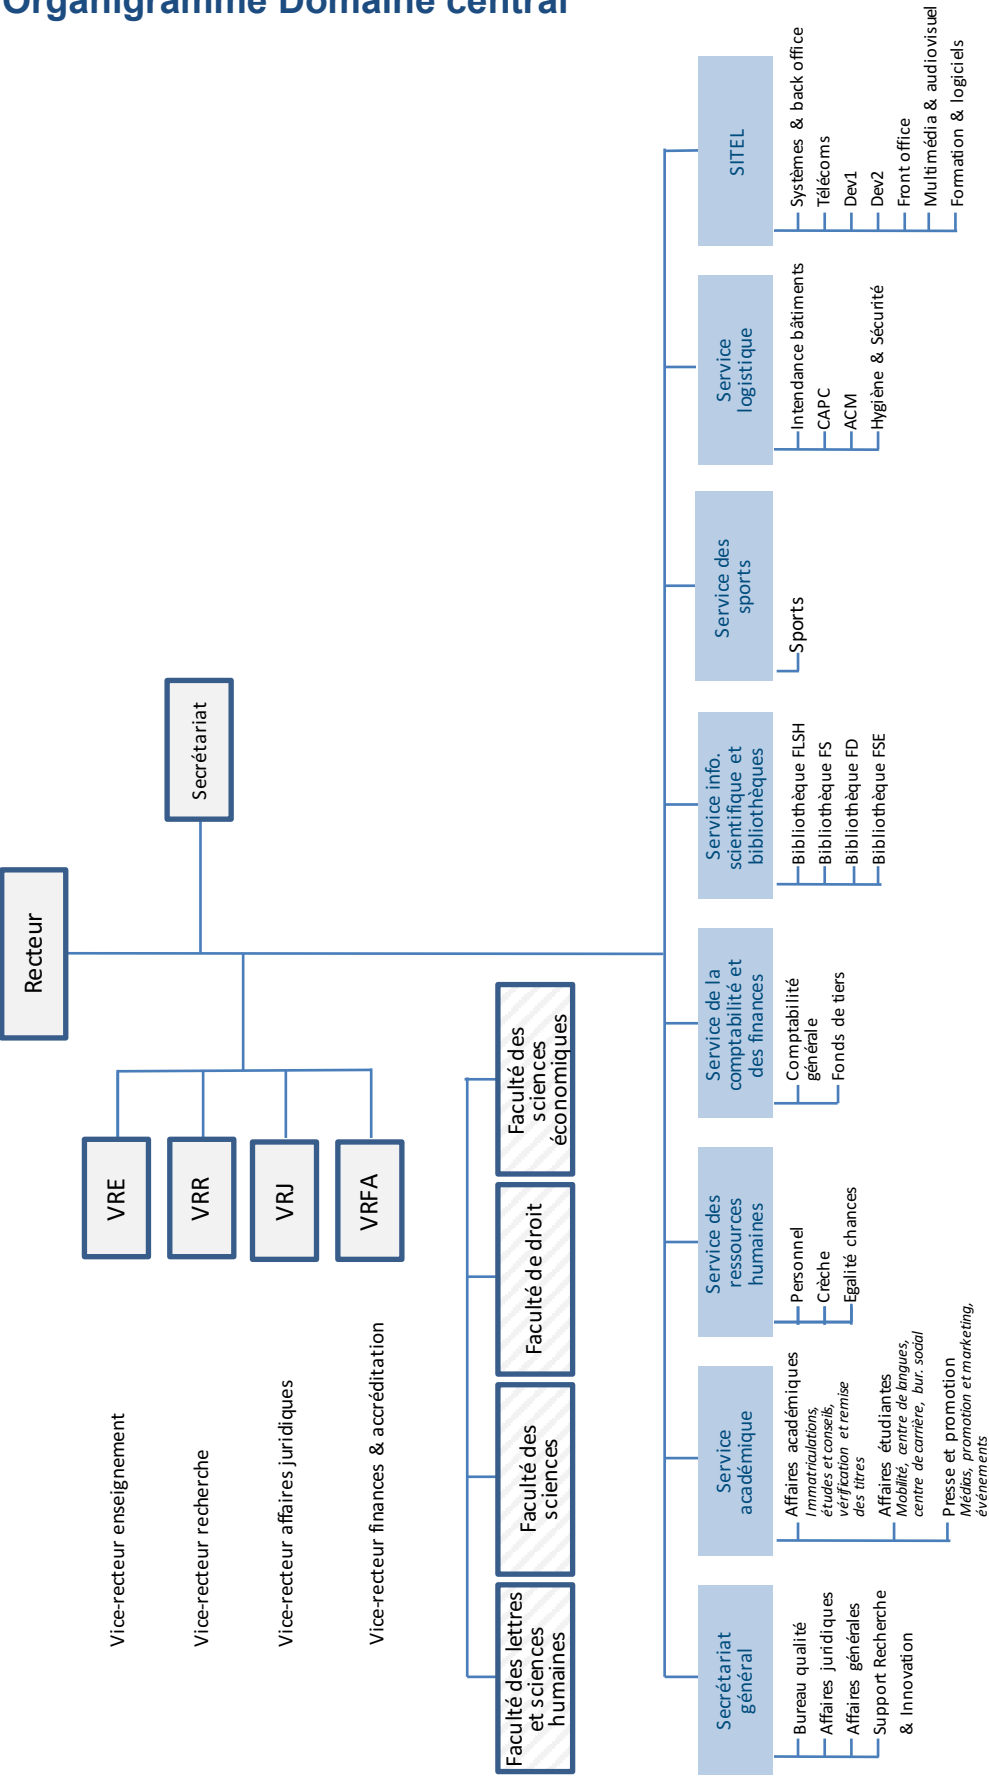 Organigramme Domaine central
Recteur
Secrétariat
Vice-recteur enseignement
VRE
Vice-recteur recherche
VRR
Vice-recteur affaires juridiques
VRJ
Vice-recteur finances & accréditation
VRFA
Faculté des lettres
et sciences
humaines
Faculté des
sciences
Faculté de droit
Faculté des
sciences
économiques
Secrétariat
général
Bureau qualité
Affaires juridiques
Affaires générales
Support Recherche
& Innovation
Service
académique
Affaires académiques
Immatriculations,
études et conseils,
vérification et remise
des titres
Affaires étudiantes
Mobilité, centre de langues,
centre de carrière, bur. social
Presse et promotion
Médias, promotion et marketing,
événements
Service des
ressources
humaines
Personnel
Crèche
Egalité chances
Service de la
comptabilité et
des finances
Comptabilité
générale
Fonds de tiers
Service info.
scientifique et
bibliothèques
Bibliothèque FLSH
Bibliothèque FS
Bibliothèque FD
Bibliothèque FSE
Service des
sports
Sports
Service
logistique
Intendance bâtiments
CAPC
ACM
Hygiène & Sécurité
SITEL
Systèmes & back office
Télécoms
Dev1
Dev2
Front office
Multimédia & audiovisuel
Formation & logiciels